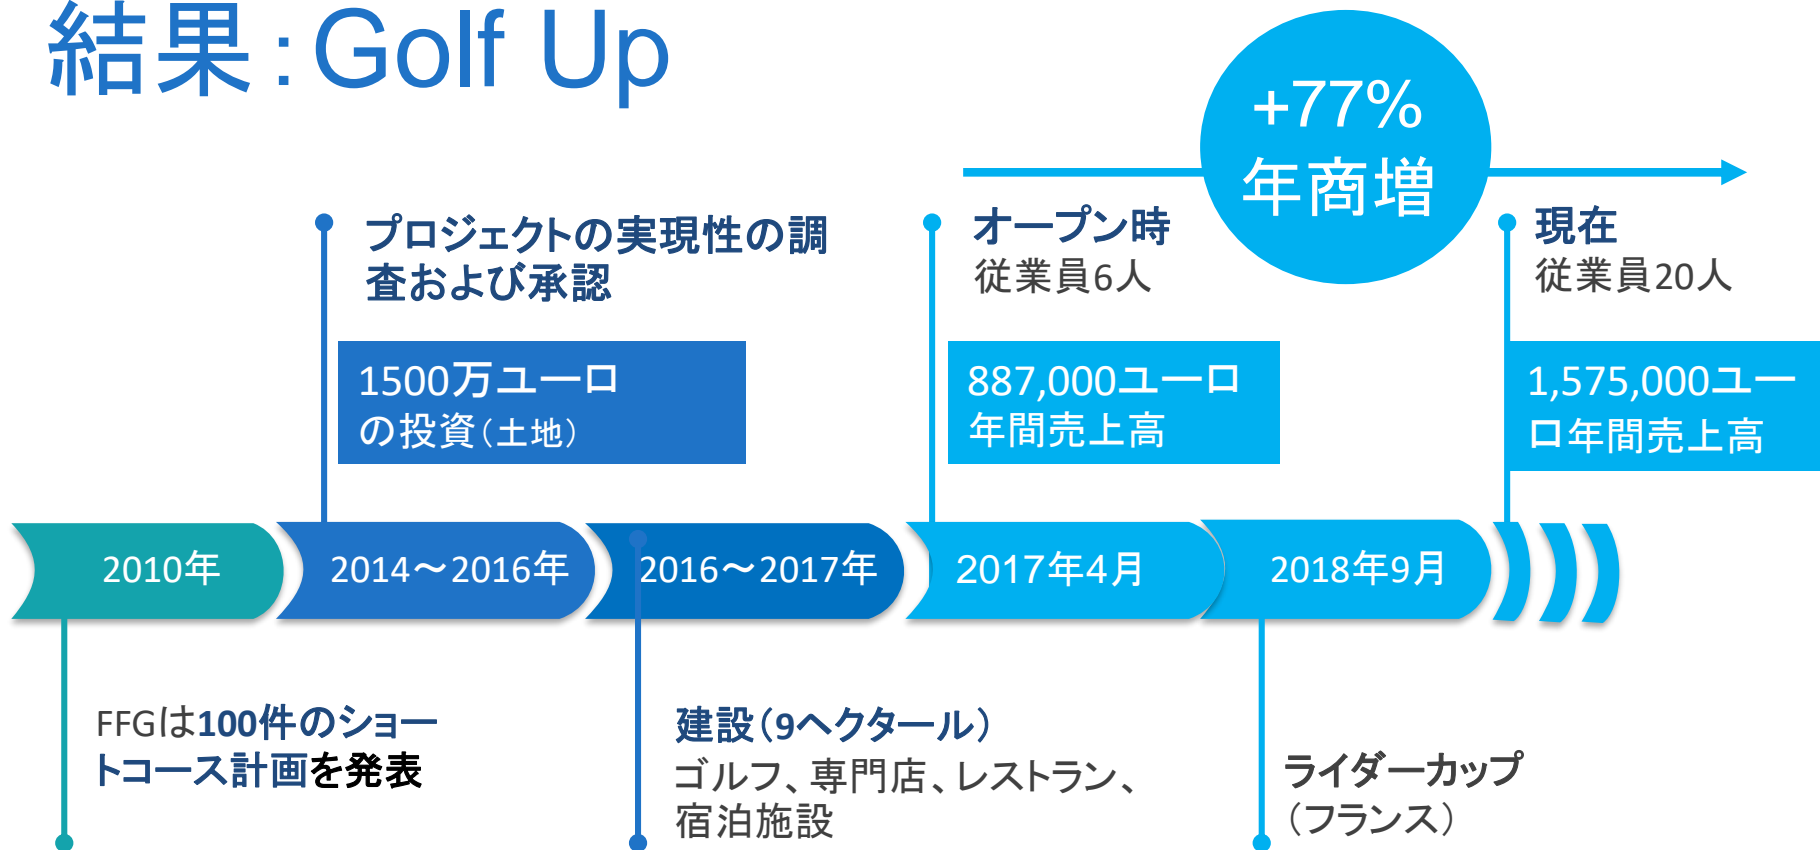 結果：Golf Up
+77%
年商増
プロジェクトの実現性の調
査および承認
オープン時
従業員6人
現在
従業員20人
1500万ユーロ
の投資（土地）
887,000ユーロ
年間売上高
1,575,000ユー
ロ年間売上高
2010年
2014～2016年
2016～2017年
2017年4月
2018年9月
FFGは100件のショー
トコース計画を発表
建設（9ヘクタール）
ゴルフ、専門店、レストラン、
宿泊施設
ライダーカップ
（フランス）